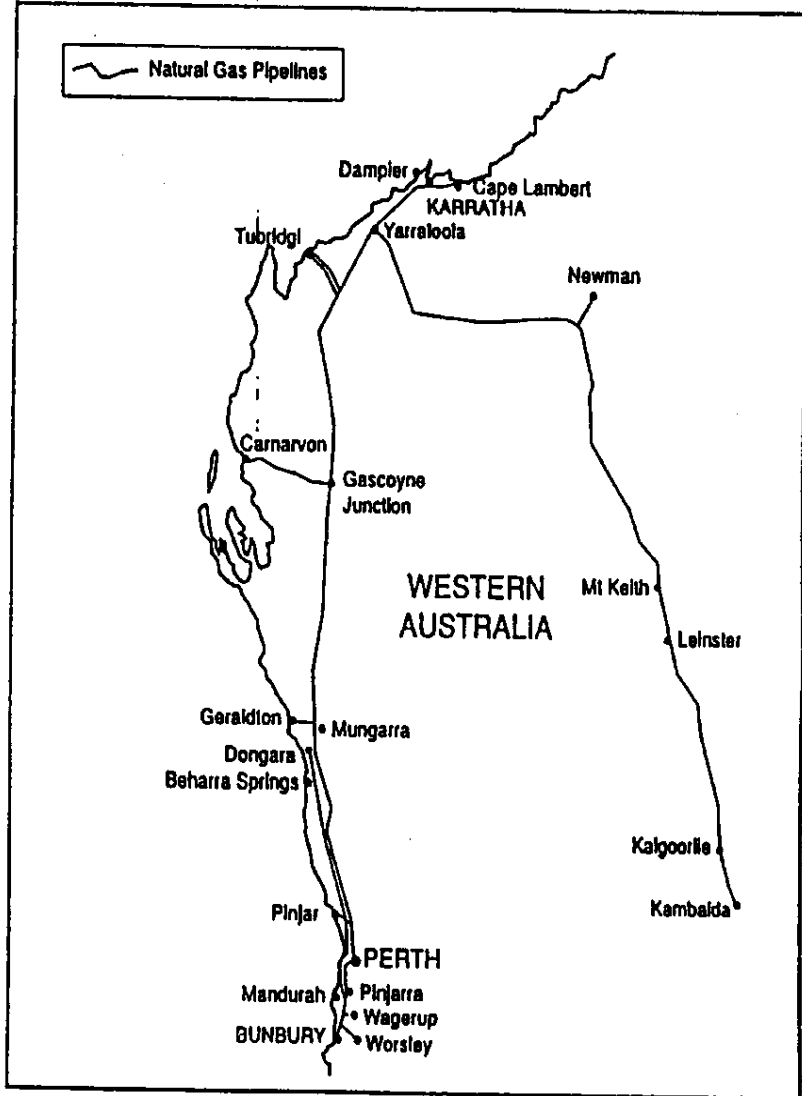 Natural Gas Pipelines
Dampier
Cape Lambert
KARRATHA
Yarraloola
Tubridgi
Newman
Carnarvon
Gascoyne
Junction
WESTERN
AUSTRALIA
Mt Keith
Leinster
Geraldton
Mungarra
Dongara
Beharra Springs
Kalgoorlie
Kambalda
Pinjar
PERTH
Mandurah
Pinjarra
Wagerup
BUNBURY
Worsley